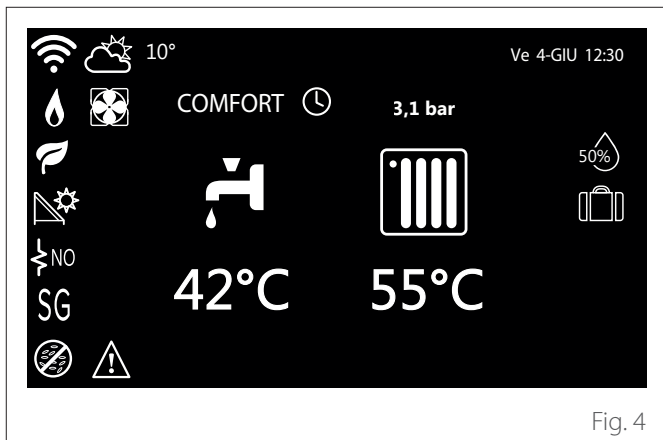 10° Ve 4-GIU 12:30
COMFORT 3,1 bar
50%
NO
42°C 55°C
SG
Fig. 4